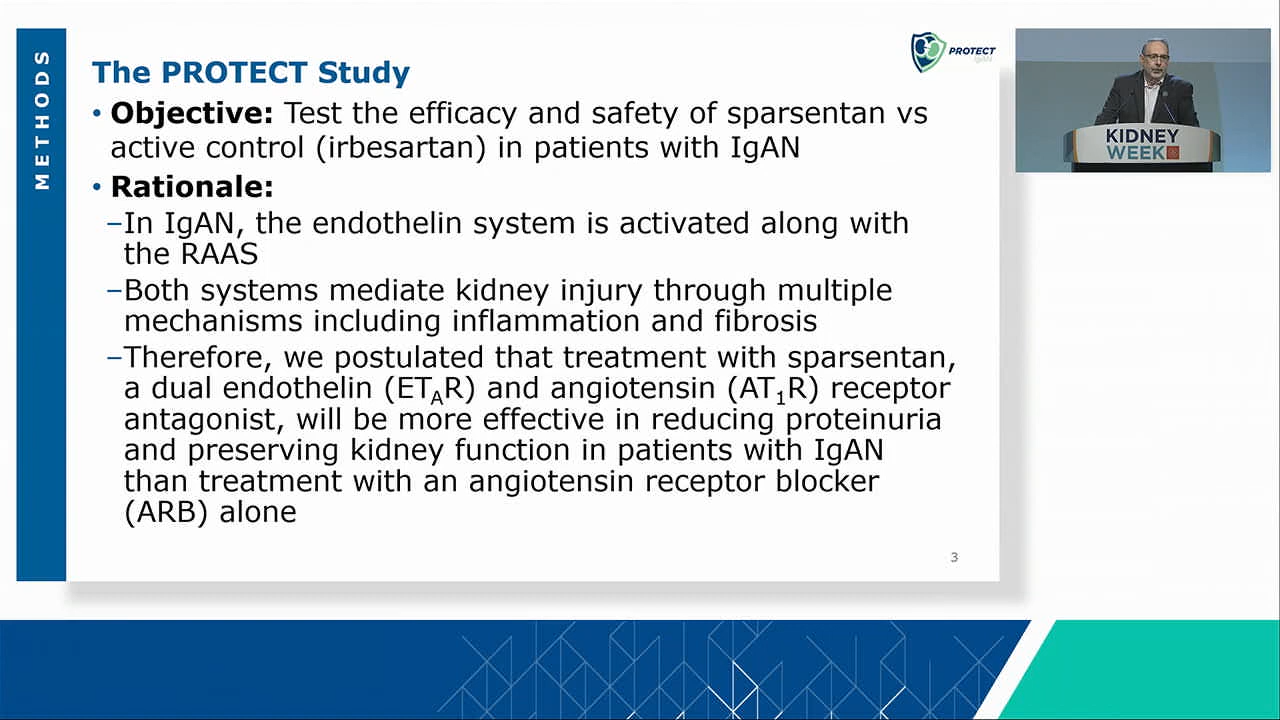 METHODS
The PROTECT Study
PROTECT
IgAN
• Objective: Test the efficacy and safety of sparsentan vs
active control (irbesartan) in patients with IgAN
• Rationale:
–In IgAN, the endothelin system is activated along with
the RAAS
–Both systems mediate kidney injury through multiple
mechanisms including inflammation and fibrosis
–Therefore, we postulated that treatment with sparsentan,
a dual endothelin (ETAR) and angiotensin (AT1R) receptor
antagonist, will be more effective in reducing proteinuria
and preserving kidney function in patients with IgAN
than treatment with an angiotensin receptor blocker
(ARB) alone
3
KIDNEY
WEEK